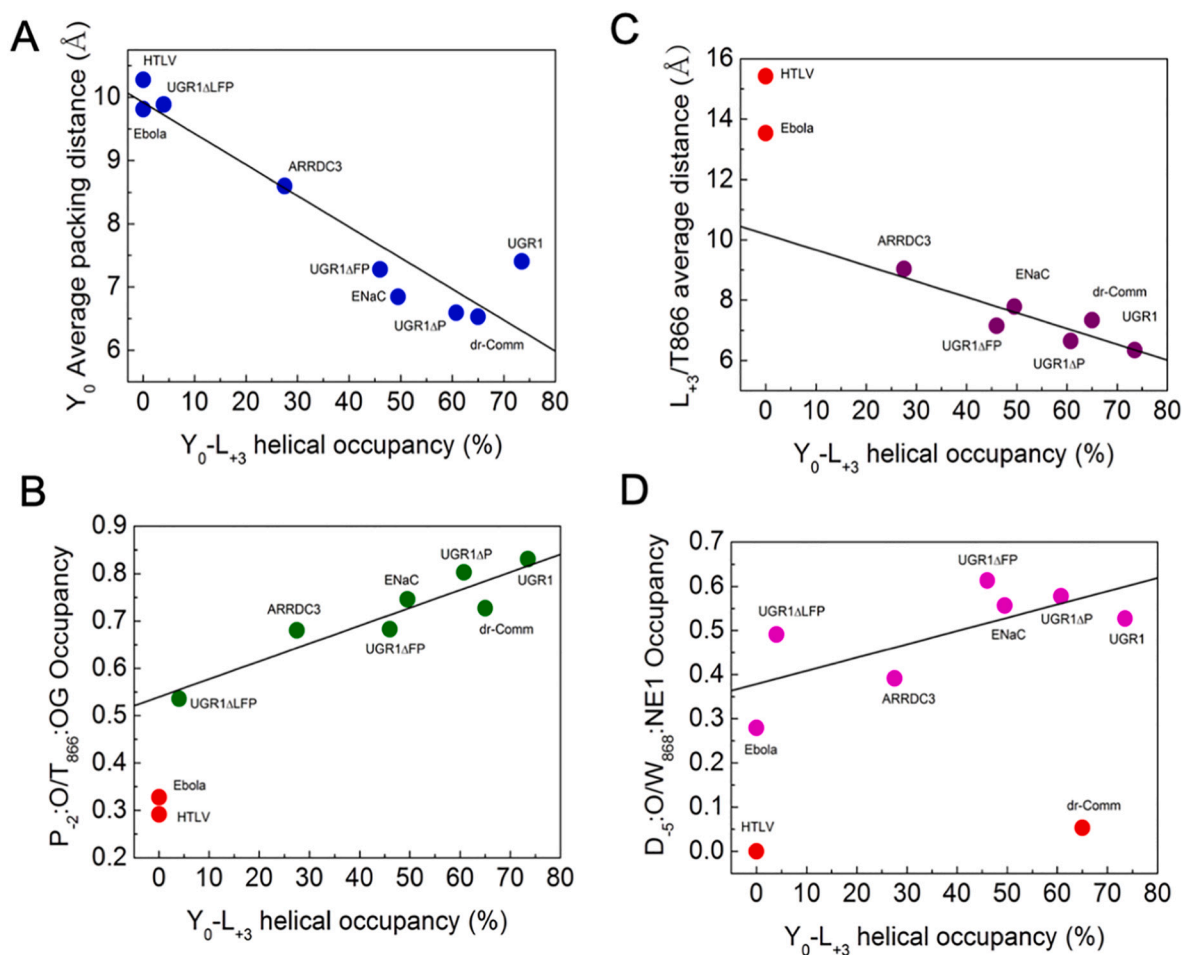 A
Y0 Average packing distance (Å)
10
9
8
7
6
HTLV
UGR1ΔLFP
Ebola
ARRDC3
UGR1
UGR1ΔFP
ENaC
UGR1ΔP
dr-Comm
0 10 20 30 40 50 60 70 80
Y0-L+3 helical occupancy (%)
C
L+3/T866 average distance (Å)
16
14
12
10
8
6
HTLV
Ebola
ARRDC3
ENaC
dr-Comm
UGR1
UGR1ΔFP
UGR1ΔP
0 10 20 30 40 50 60 70 80
Y0-L+3 helical occupancy (%)
B
P-2:O/T866:OG Occupancy
0.9
0.8
0.7
0.6
0.5
0.4
0.3
0.2
UGR1ΔP
ENaC
UGR1
ARRDC3
dr-Comm
UGR1ΔFP
UGR1ΔLFP
Ebola
HTLV
0 10 20 30 40 50 60 70 80
Y0-L+3 helical occupancy (%)
D
D-5:O/W868:NE1 Occupancy
0.7
0.6
0.5
0.4
0.3
0.2
0.1
0.0
UGR1ΔFP
UGR1ΔLFP
ENaC
UGR1ΔP
UGR1
ARRDC3
Ebola
dr-Comm
HTLV
0 10 20 30 40 50 60 70 80
Y0-L+3 helical occupancy (%)